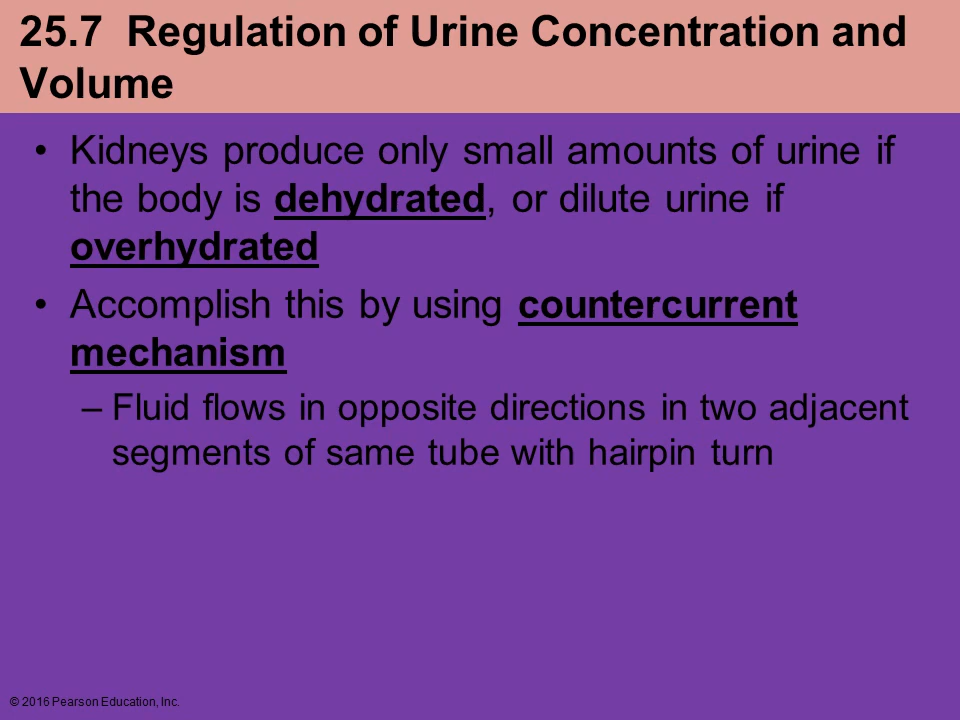 25.7 Regulation of Urine Concentration and
Volume
• Kidneys produce only small amounts of urine if
the body is dehydrated, or dilute urine if
overhydrated
• Accomplish this by using countercurrent
mechanism
– Fluid flows in opposite directions in two adjacent
segments of same tube with hairpin turn
© 2016 Pearson Education, Inc.